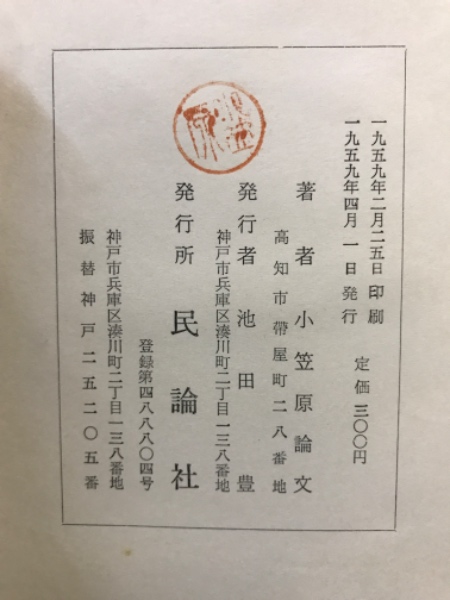 一九五九年二月二五日 印刷
一九五九年四月一日 発行
定価 三〇〇円
著者 小笠原論文
高知市帯屋町二八番地
発行者 池田豊
神戸市兵庫区湊川町二丁目一三八番地
発行所 民論社
登録第四八八八〇四号
神戸市兵庫区湊川町二丁目一三八番地
振替神戸二五二〇五番